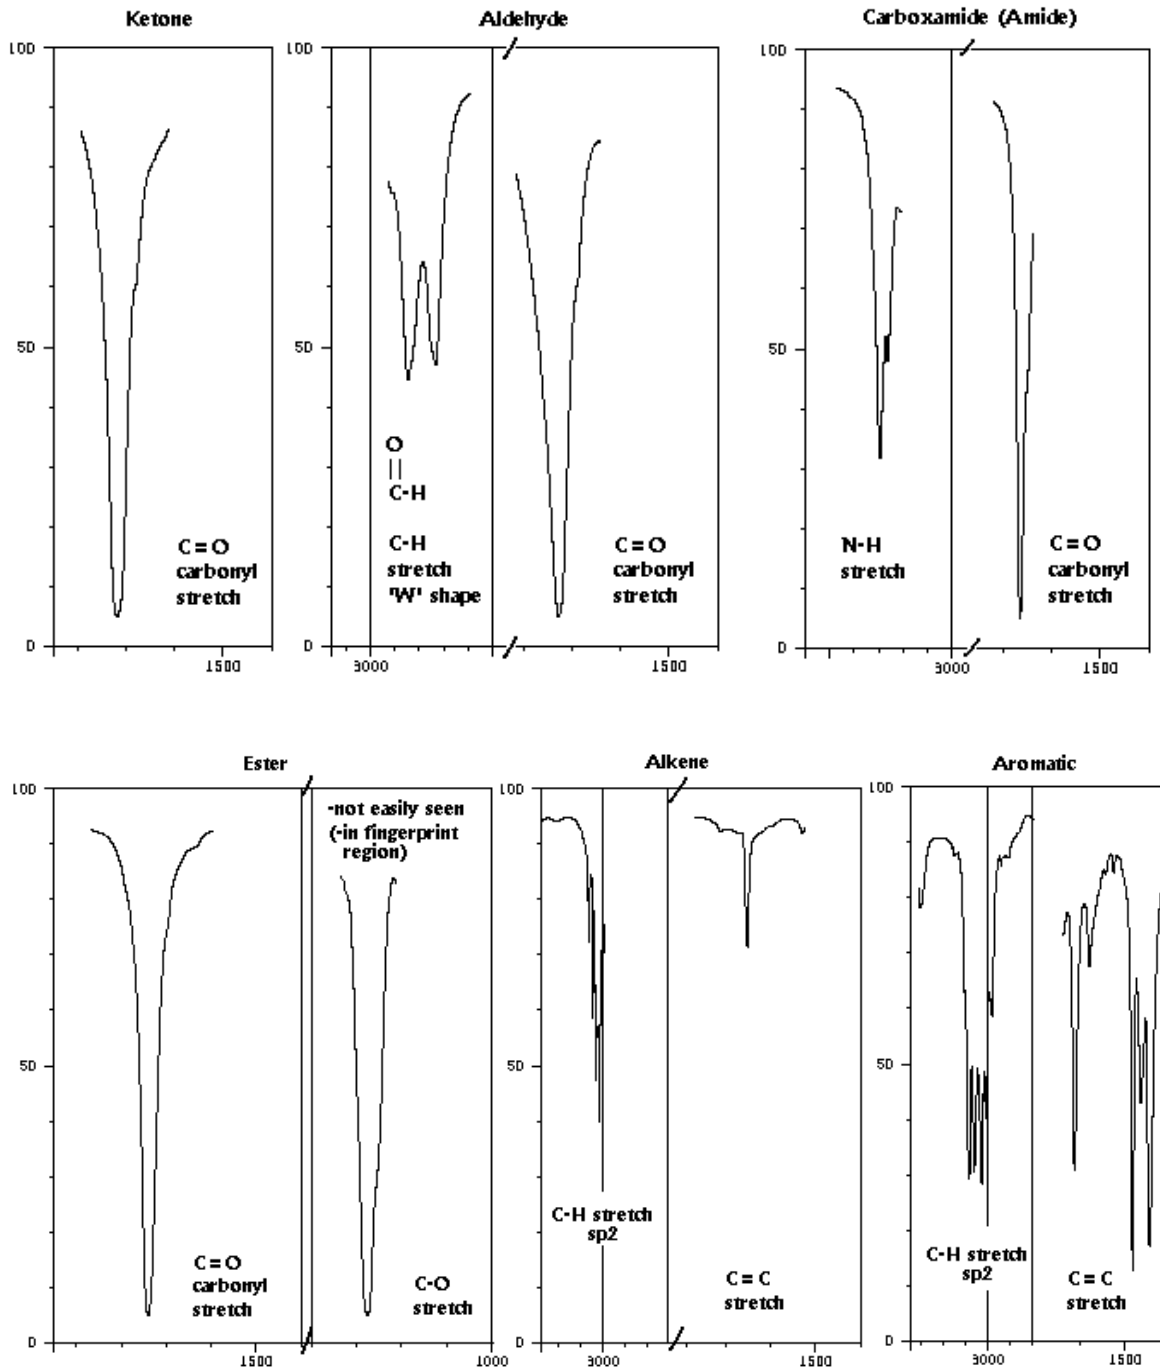 Ketone
100
50
0
C=O
carbonyl
stretch
1500
Aldehyde
100
50
0
O
||
C-H
C-H
stretch
"W" shape
3000
C=O
carbonyl
stretch
1500
Carboxamide (Amide)
100
50
0
N-H
stretch
3000
C=O
carbonyl
stretch
1500
Ester
100
50
0
C=O
carbonyl
stretch
1500
-not easily seen
(-in fingerprint
region)
C-O
stretch
1000
Alkene
100
50
0
C-H stretch
sp2
3000
C=C
stretch
1500
Aromatic
100
50
0
C-H stretch
sp2
3000
C=C
stretch
1500